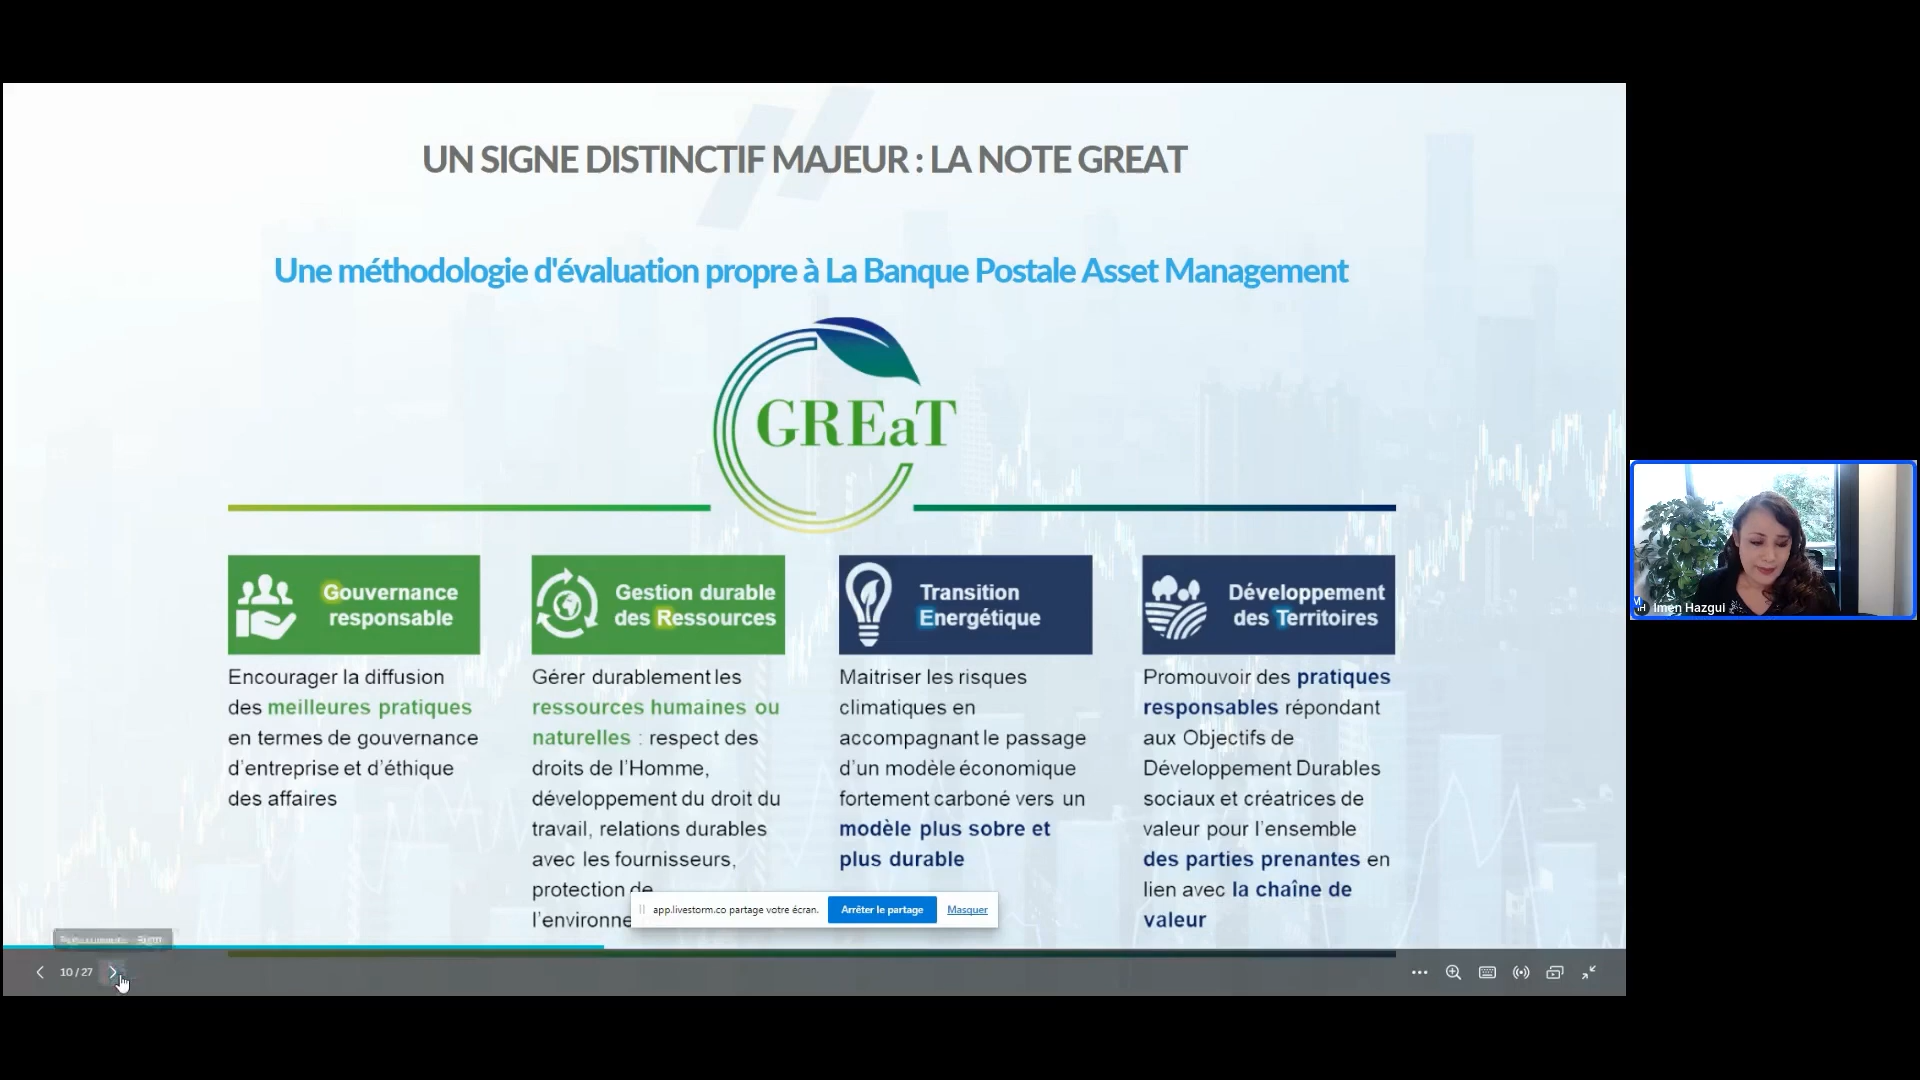 UN SIGNE DISTINCTIF MAJEUR : LA NOTE GREAT
Une méthodologie d'évaluation propre à La Banque Postale Asset Management
GREaT
Gouvernance
responsable
Encourager la diffusion
des meilleures pratiques
en termes de gouvernance
d'entreprise et d'éthique
des affaires
Gestion durable
des Ressources
Gérer durablement les
ressources humaines ou
naturelles : respect des
droits de l'Homme,
développement du droit du
travail, relations durables
avec les fournisseurs,
protection de
l'environne
Transition
Energétique
Maitriser les risques
climatiques en
accompagnant le passage
d'un modèle économique
fortement carboné vers un
modèle plus sobre et
plus durable
Développement
des Territoires
Promouvoir des pratiques
responsables répondant
aux Objectifs de
Développement Durables
sociaux et créatrices de
valeur pour l'ensemble
des parties prenantes en
lien avec la chaîne de
valeur
app.livestorm.co partage votre écran. Arrêter le partage Masquer
10 / 27
Imen Hazgui